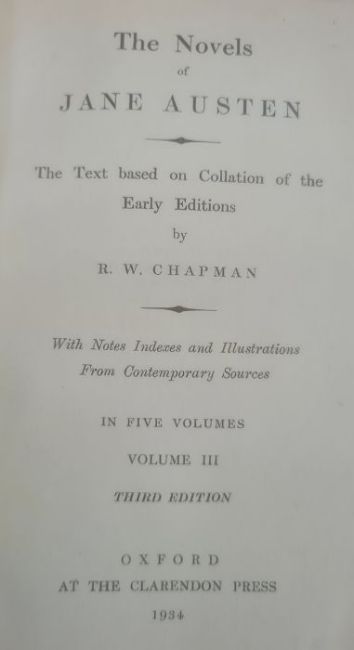 The Novels
of
JANE AUSTEN
The Text based on Collation of the
Early Editions
by
R. W. CHAPMAN
With Notes Indexes and Illustrations
From Contemporary Sources
IN FIVE VOLUMES
VOLUME III
THIRD EDITION
OXFORD
AT THE CLARENDON PRESS
1934